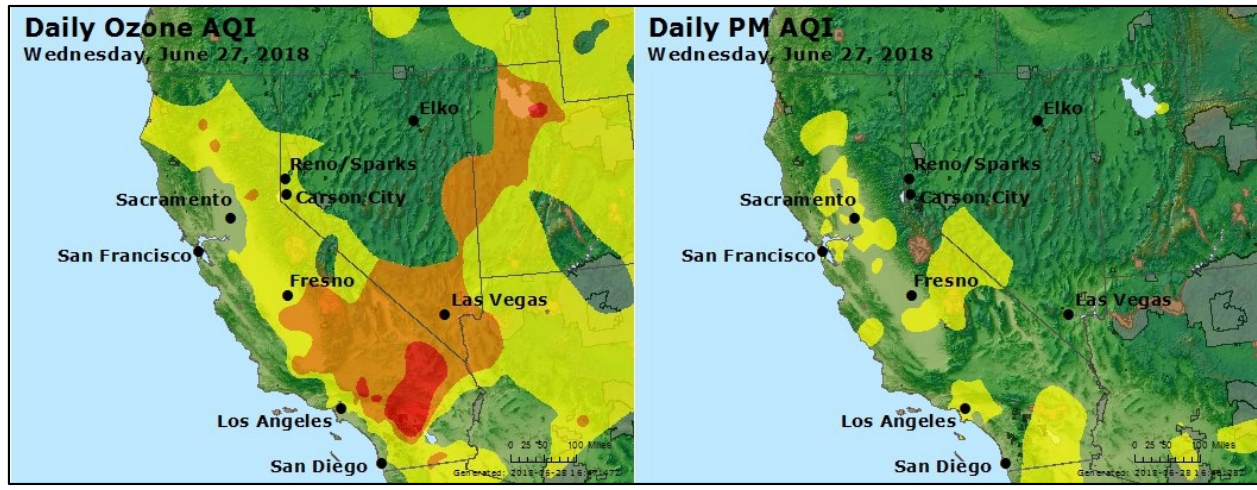 Daily Ozone AQI
Wednesday, June 27, 2018
Elko
Reno/Sparks
Carson City
Sacramento
San Francisco
Fresno
Las Vegas
Los Angeles
San Diego
0 25 50 100 Miles
Daily PM AQI
Wednesday, June 27, 2018
Elko
Reno/Sparks
Carson City
Sacramento
San Francisco
Fresno
Las Vegas
Los Angeles
San Diego
0 25 50 100 Miles